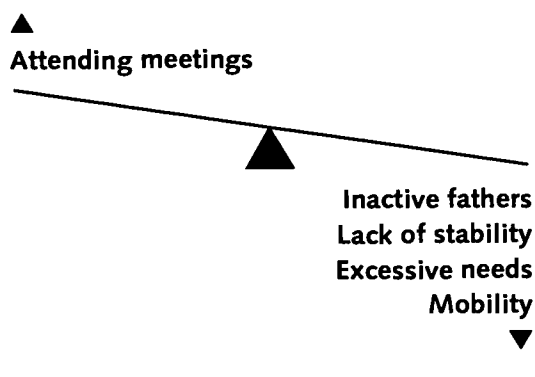 Attending meetings
Inactive fathers
Lack of stability
Excessive needs
Mobility